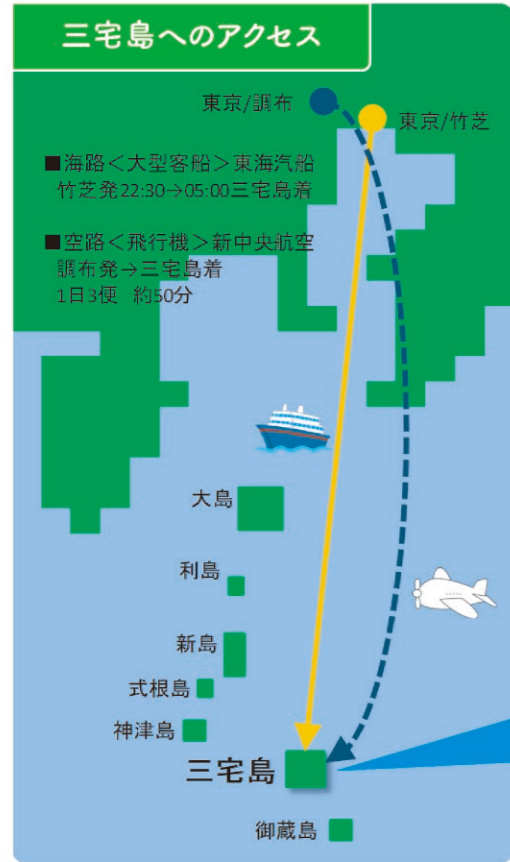 三宅島へのアクセス
東京/調布
東京/竹芝
■海路＜大型客船＞東海汽船
竹芝発22:30→05:00三宅島着
■空路＜飛行機＞新中央航空
調布発→三宅島着
1日3便 約50分
大島
利島
新島
式根島
神津島
三宅島
御蔵島